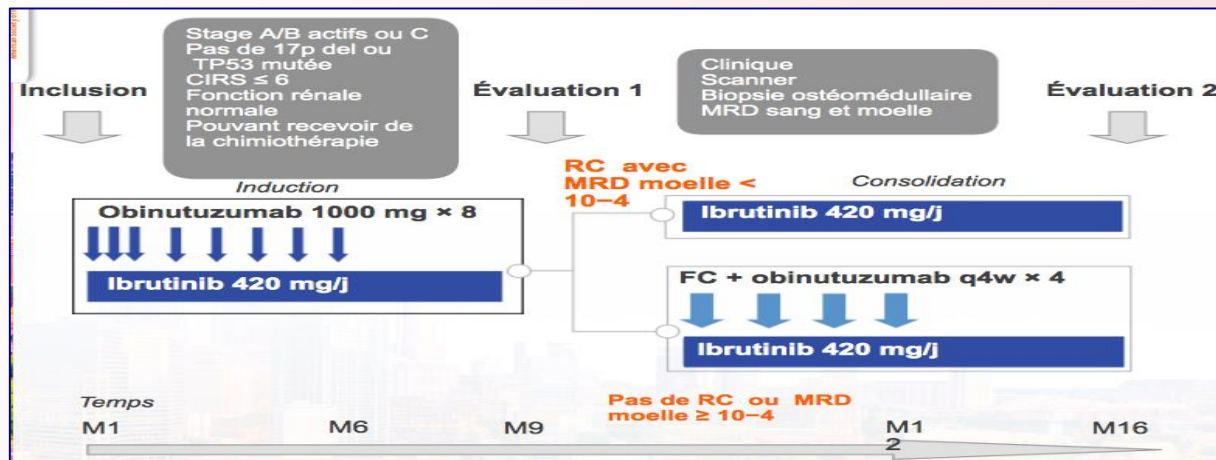 Stage A/B actifs ou C
Pas de 17p del ou
TP53 mutée
CIRS ≤ 6
Fonction rénale
normale
Pouvant recevoir de
la chimiothérapie
Clinique
Scanner
Biopsie ostéomédullaire
MRD sang et moelle
Inclusion
Évaluation 1
Évaluation 2
RC avec
MRD moelle <
10−4
Induction
Consolidation
Obinutuzumab 1000 mg × 8
Ibrutinib 420 mg/j
Ibrutinib 420 mg/j
FC + obinutuzumab q4w × 4
Ibrutinib 420 mg/j
Pas de RC ou MRD
moelle ≥ 10−4
Temps
M1
M6
M9
M1
2
M16